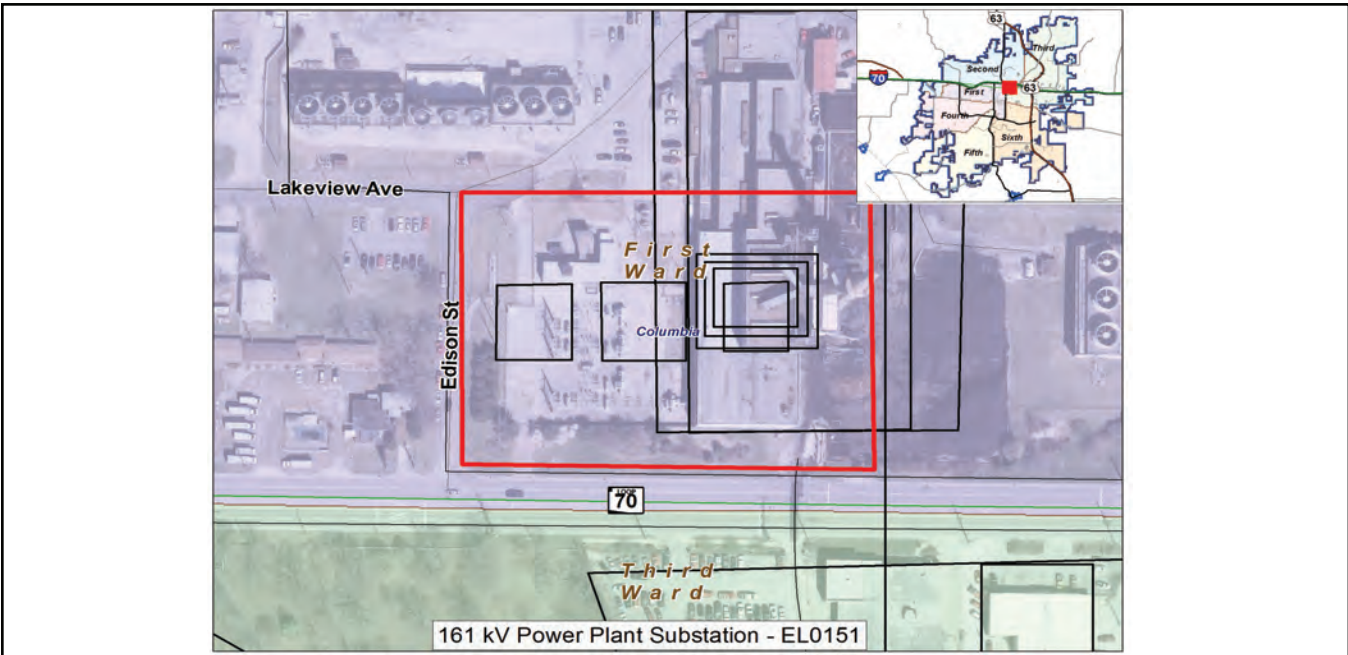 63
Third
Second
70
First
63
Fourth
Sixth
Fifth
Lakeview Ave
First
Ward
Columbia
Edison St
LOOP
70
Third
Ward
161 kV Power Plant Substation - EL0151